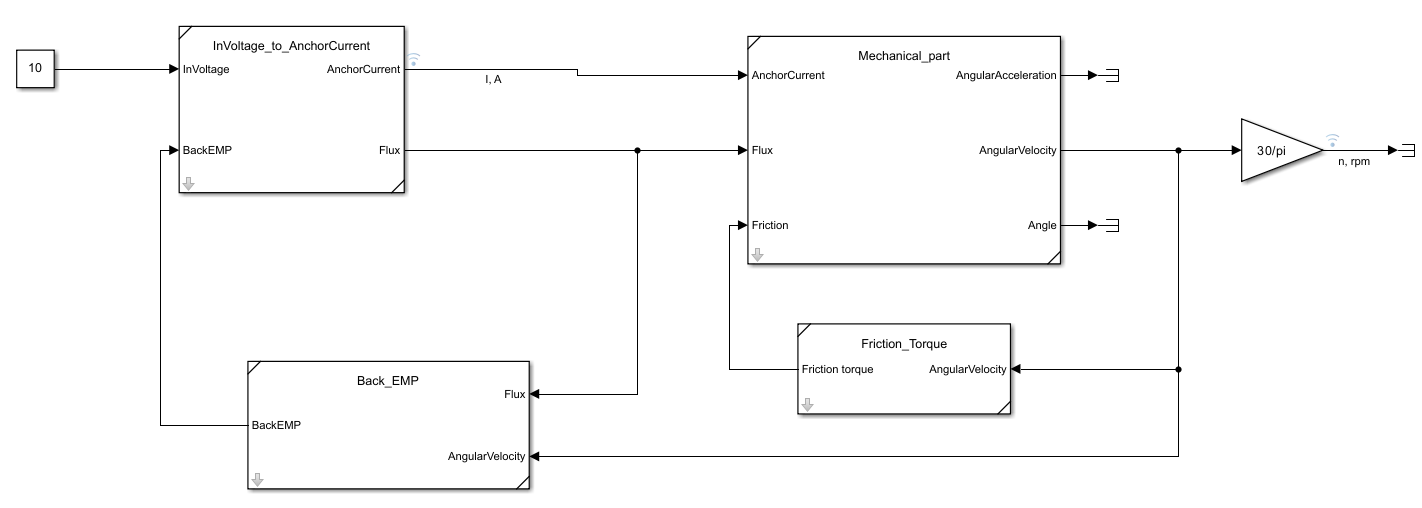 InVoltage_to_AnchorCurrent
10
InVoltage
AnchorCurrent
I, A
BackEMP
Flux
Mechanical_part
AnchorCurrent
AngularAcceleration
Flux
AngularVelocity
Friction
Angle
30/pi
n, rpm
Friction_Torque
Friction torque
AngularVelocity
Back_EMP
Flux
BackEMP
AngularVelocity